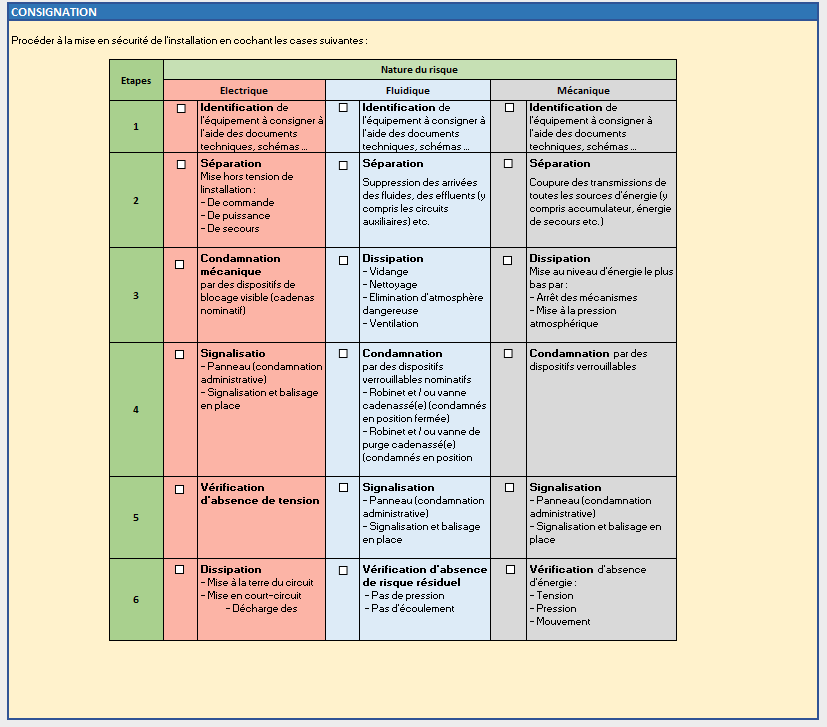 CONSIGNATION
Procéder à la mise en sécurité de l'installation en cochant les cases suivantes :
Etapes
Nature du risque
Electrique
Fluidique
Mécanique
1
Identification de
l'équipement à consigner à
l'aide des documents
techniques, schémas ...
Identification de
l'équipement à consigner à
l'aide des documents
techniques, schémas ...
Identification de
l'équipement à consigner à
l'aide des documents
techniques, schémas ...
2
Séparation
Mise hors tension de
linstallation :
- De commande
- De puissance
- De secours
Séparation
Suppression des arrivées
des fluides, des effluents (y
compris les circuits
auxiliaires) etc.
Séparation
Coupure des transmissions de
toutes les sources d'énergie (y
compris accumulateur, énergie
de secours etc.)
3
Condamnation
mécanique
par des dispositifs de
blocage visible (cadenas
nominatif)
Dissipation
- Vidange
- Nettoyage
- Elimination d'atmosphère
dangereuse
- Ventilation
Dissipation
Mise au niveau d'énergie le plus
bas par :
- Arrêt des mécanismes
- Mise à la pression
atmosphérique
4
Signalisatio
- Panneau (condamnation
administrative)
- Signalisation et balisage
en place
Condamnation
par des dispositifs
verrouillables nominatifs
- Robinet et / ou vanne
cadenassé(e) (condamnés
en position fermée)
- Robinet et / ou vanne de
purge cadenassé(e)
(condamnés en position
Condamnation par des
dispositifs verrouillables
5
Vérification
d'absence de tension
Signalisation
- Panneau (condamnation
administrative)
- Signalisation et balisage
en place
Signalisation
- Panneau (condamnation
administrative)
- Signalisation et balisage en
place
6
Dissipation
- Mise à la terre du circuit
- Mise en court-circuit
- Décharge des
Vérification d'absence
de risque résiduel
- Pas de pression
- Pas d'écoulement
Vérification d'absence
d'énergie :
- Tension
- Pression
- Mouvement